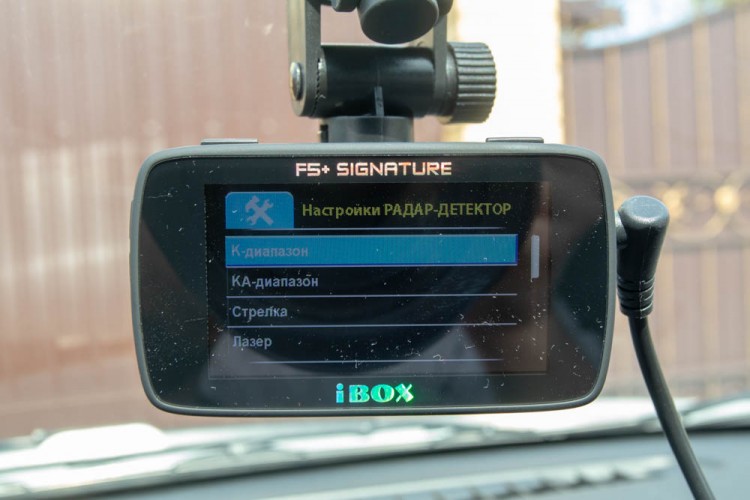 F5+ SIGNATURE
Настройки РАДАР-ДЕТЕКТОР
К-диапазон
КА-диапазон
Стрелка
Лазер
iBOX